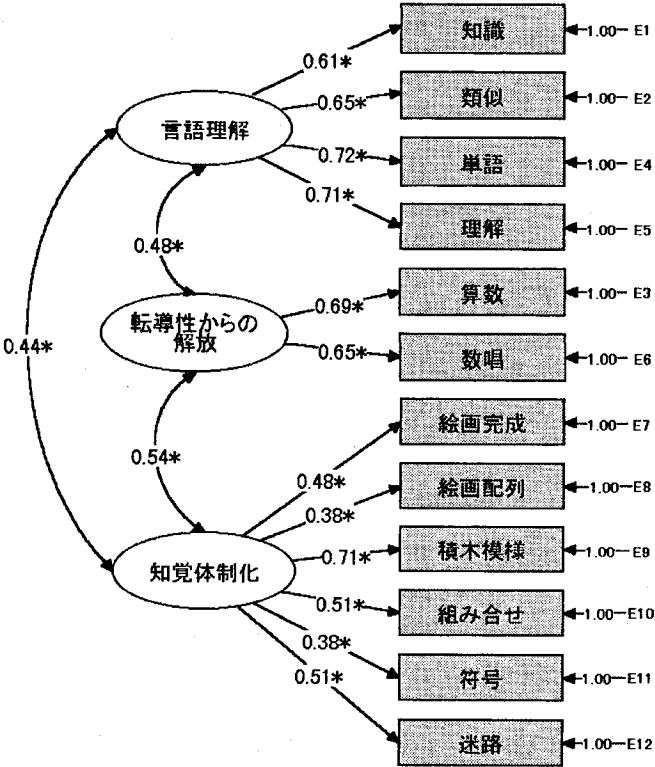 知識
1.00
E1
0.61*
類似
1.00
E2
0.65*
言語理解
単語
1.00
E4
0.72*
理解
1.00
E5
0.71*
0.48*
算数
1.00
E3
0.69*
転導性からの
解放
数唱
1.00
E6
0.65*
0.44*
絵画完成
1.00
E7
0.48*
0.54*
絵画配列
1.00
E8
0.38*
積木模様
1.00
E9
0.71*
知覚体制化
組み合せ
1.00
E10
0.51*
符号
1.00
E11
0.38*
迷路
1.00
E12
0.51*